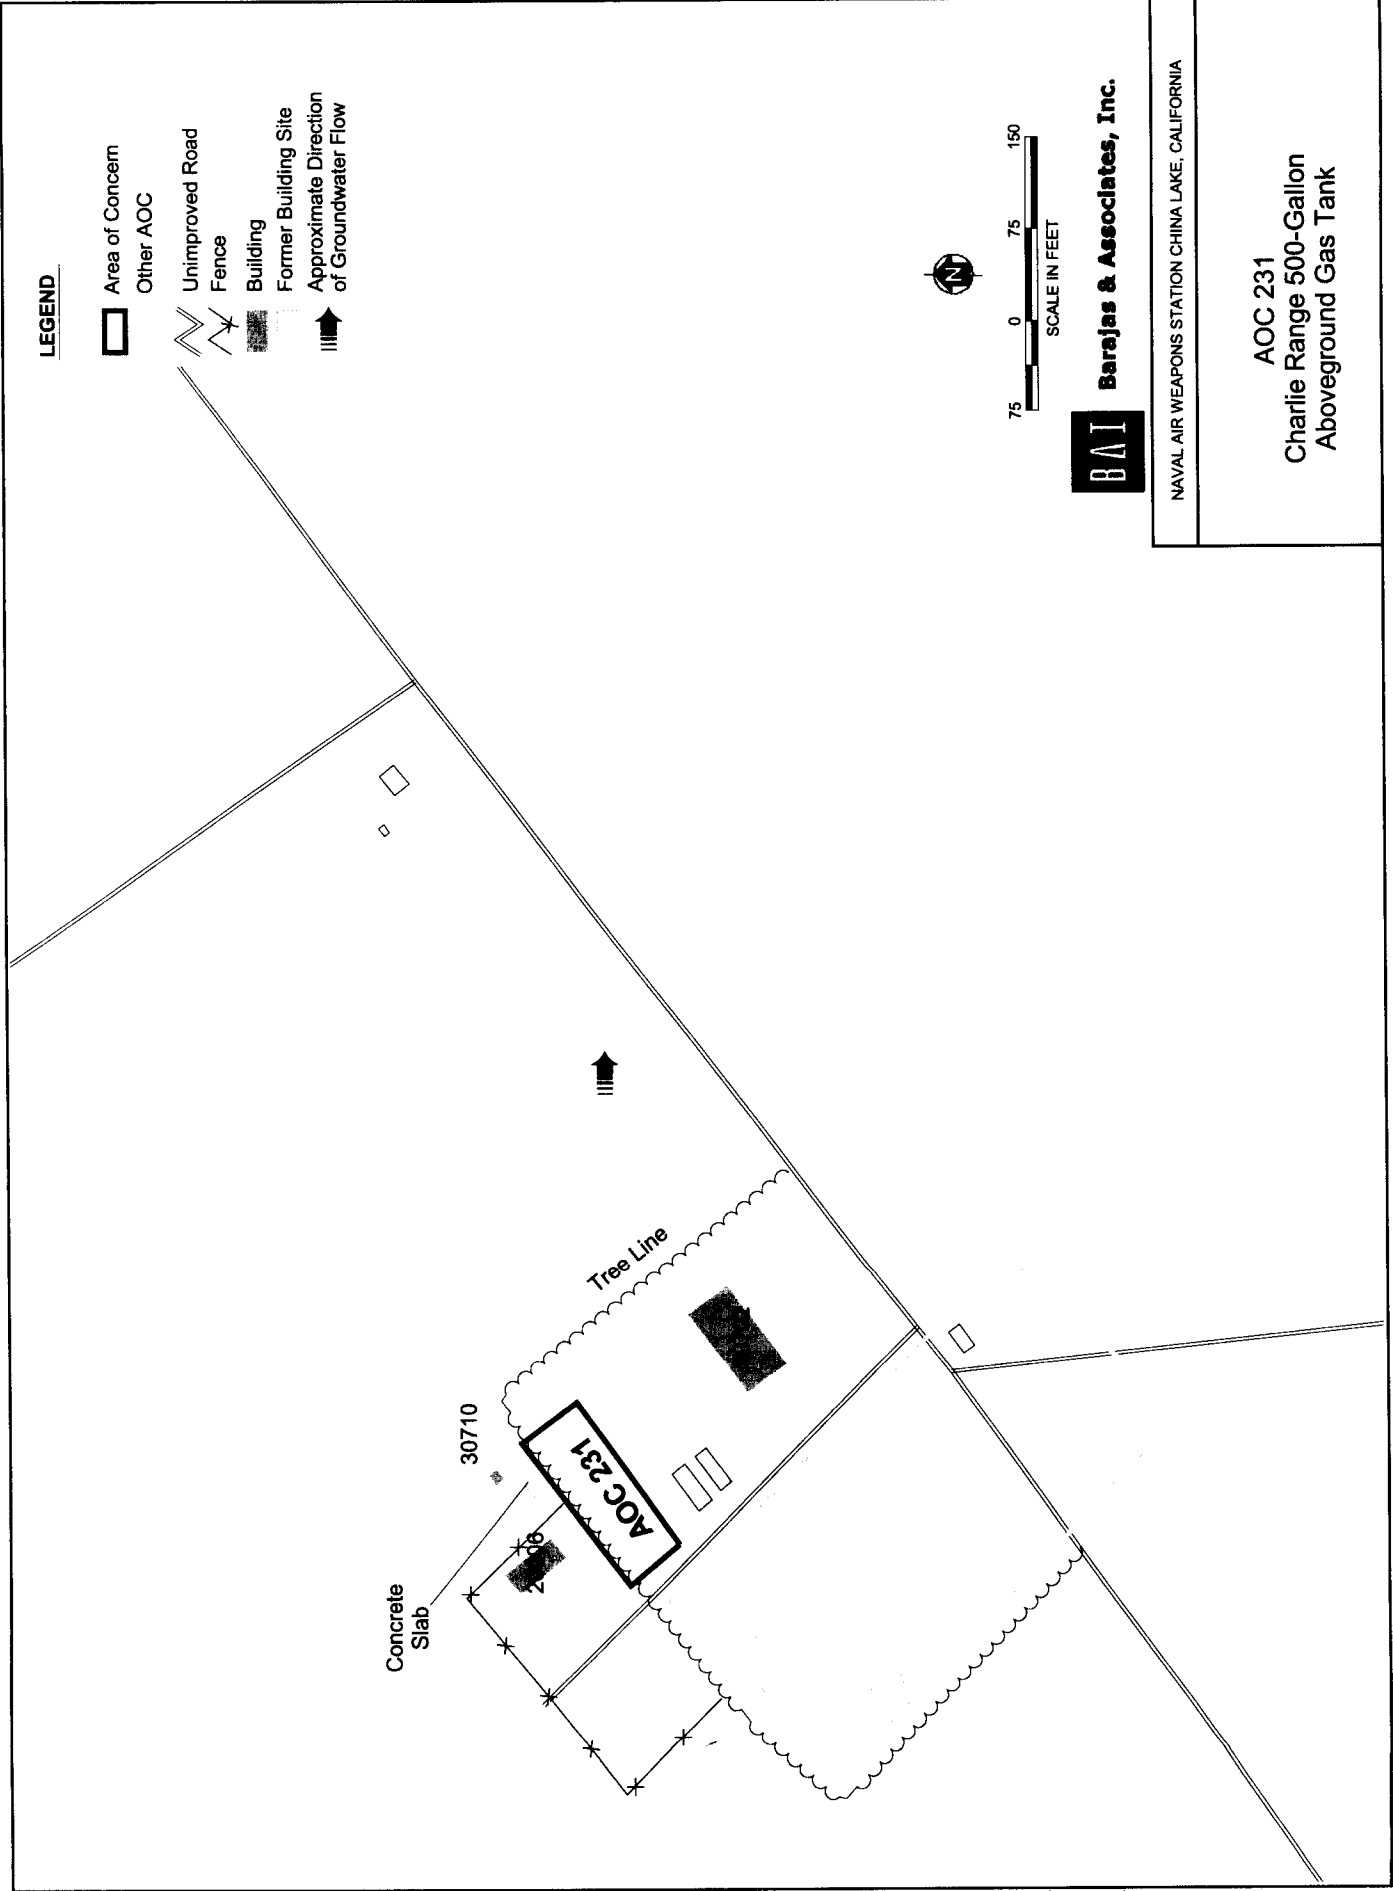 LEGEND
Area of Concern
Other AOC
Unimproved Road
Fence
Building
Former Building Site
Approximate Direction
of Groundwater Flow
Concrete
Slab
30710
AOC 231
Tree Line
N
75 0 75 150
SCALE IN FEET
BAI
Barajas & Associates, Inc.
NAVAL AIR WEAPONS STATION CHINA LAKE, CALIFORNIA
AOC 231
Charlie Range 500-Gallon
Aboveground Gas Tank